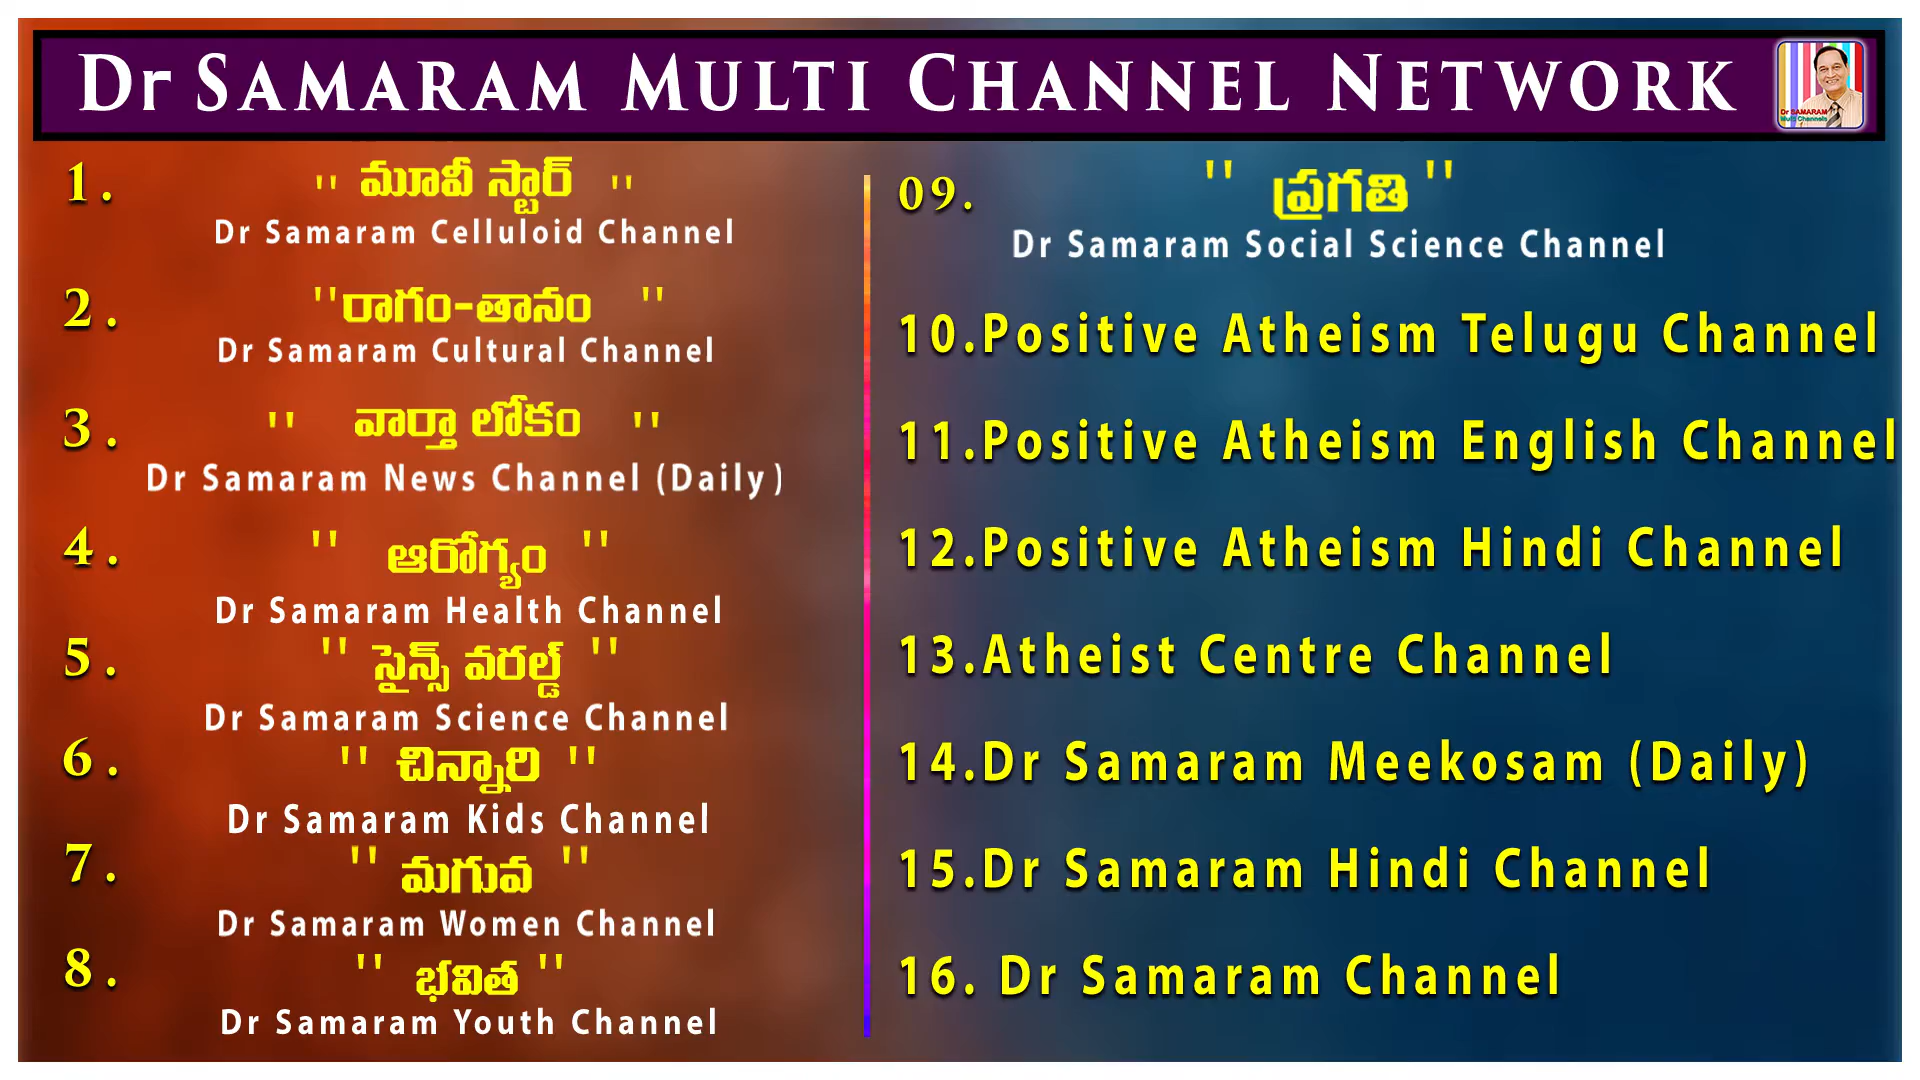 Dr SAMARAM MULTI CHANNEL NETWORK
Dr SAMARAM
Multi Channels
1. '' మూవీ స్టార్ ''
Dr Samaram Celluloid Channel
2. ''రాగం-తానం ''
Dr Samaram Cultural Channel
3. '' వార్తా లోకం ''
Dr Samaram News Channel (Daily)
4. '' ఆరోగ్యం ''
Dr Samaram Health Channel
5. '' సైన్స్ వరల్డ్ ''
Dr Samaram Science Channel
6. '' చిన్నారి ''
Dr Samaram Kids Channel
7. '' మగువ ''
Dr Samaram Women Channel
8. '' భవిత ''
Dr Samaram Youth Channel
09. '' ప్రగతి ''
Dr Samaram Social Science Channel
10.Positive Atheism Telugu Channel
11.Positive Atheism English Channel
12.Positive Atheism Hindi Channel
13.Atheist Centre Channel
14.Dr Samaram Meekosam (Daily)
15.Dr Samaram Hindi Channel
16. Dr Samaram Channel